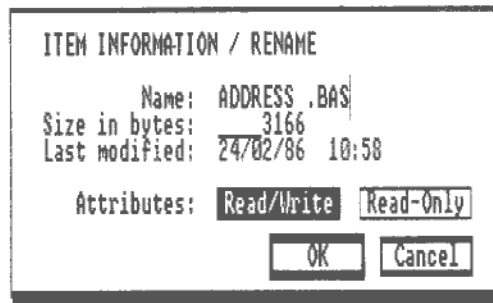 ITEM INFORMATION / RENAME
Name: ADDRESS .BAS
Size in bytes: ____3166
Last modified: 24/02/86 10:58
Attributes: Read/Write Read-Only
OK Cancel